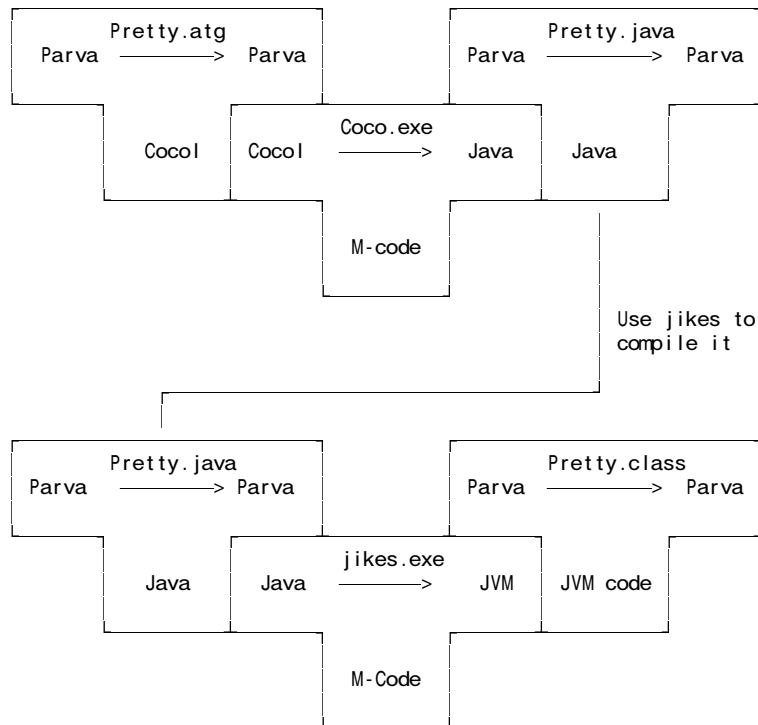 Pretty.atg Pretty.java
Parva ————> Parva Parva ————> Parva
Coco.exe
Cocol Cocol ————> Java Java
M-code
Use jikes to
compile it
Pretty.java Pretty.class
Parva ————> Parva Parva ————> Parva
jikes.exe
Java Java ————> JVM JVM code
M-Code